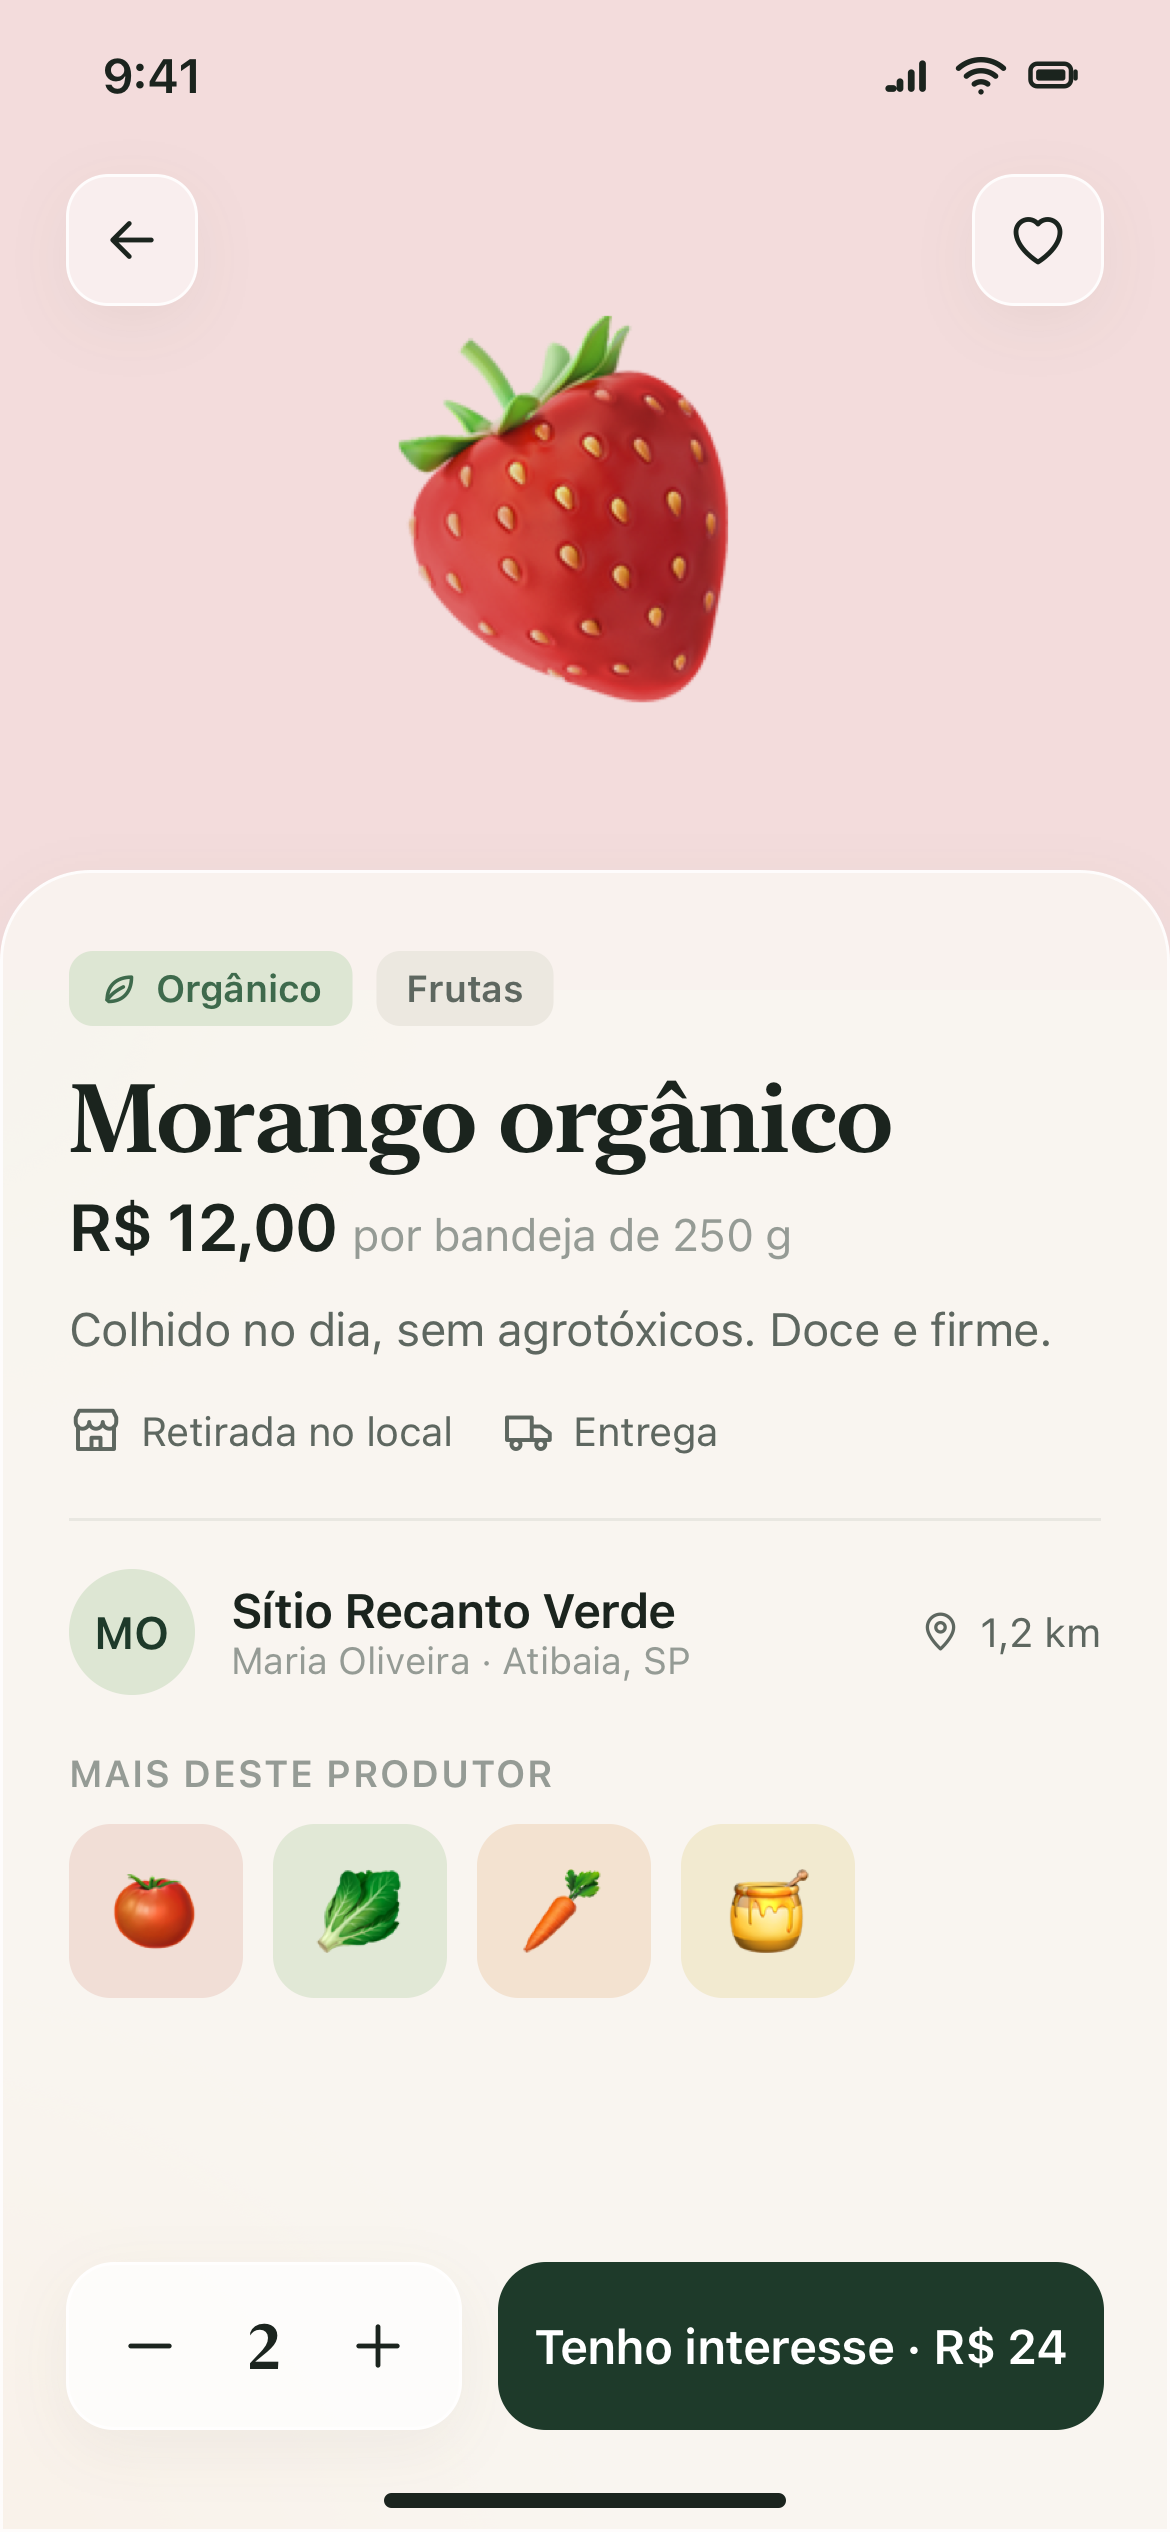 9:41
Orgânico
Frutas
Morango orgânico
R$ 12,00 por bandeja de 250 g
Colhido no dia, sem agrotóxicos. Doce e firme.
Retirada no local
Entrega
MO
Sítio Recanto Verde
Maria Oliveira · Atibaia, SP
1,2 km
MAIS DESTE PRODUTOR
2
Tenho interesse · R$ 24